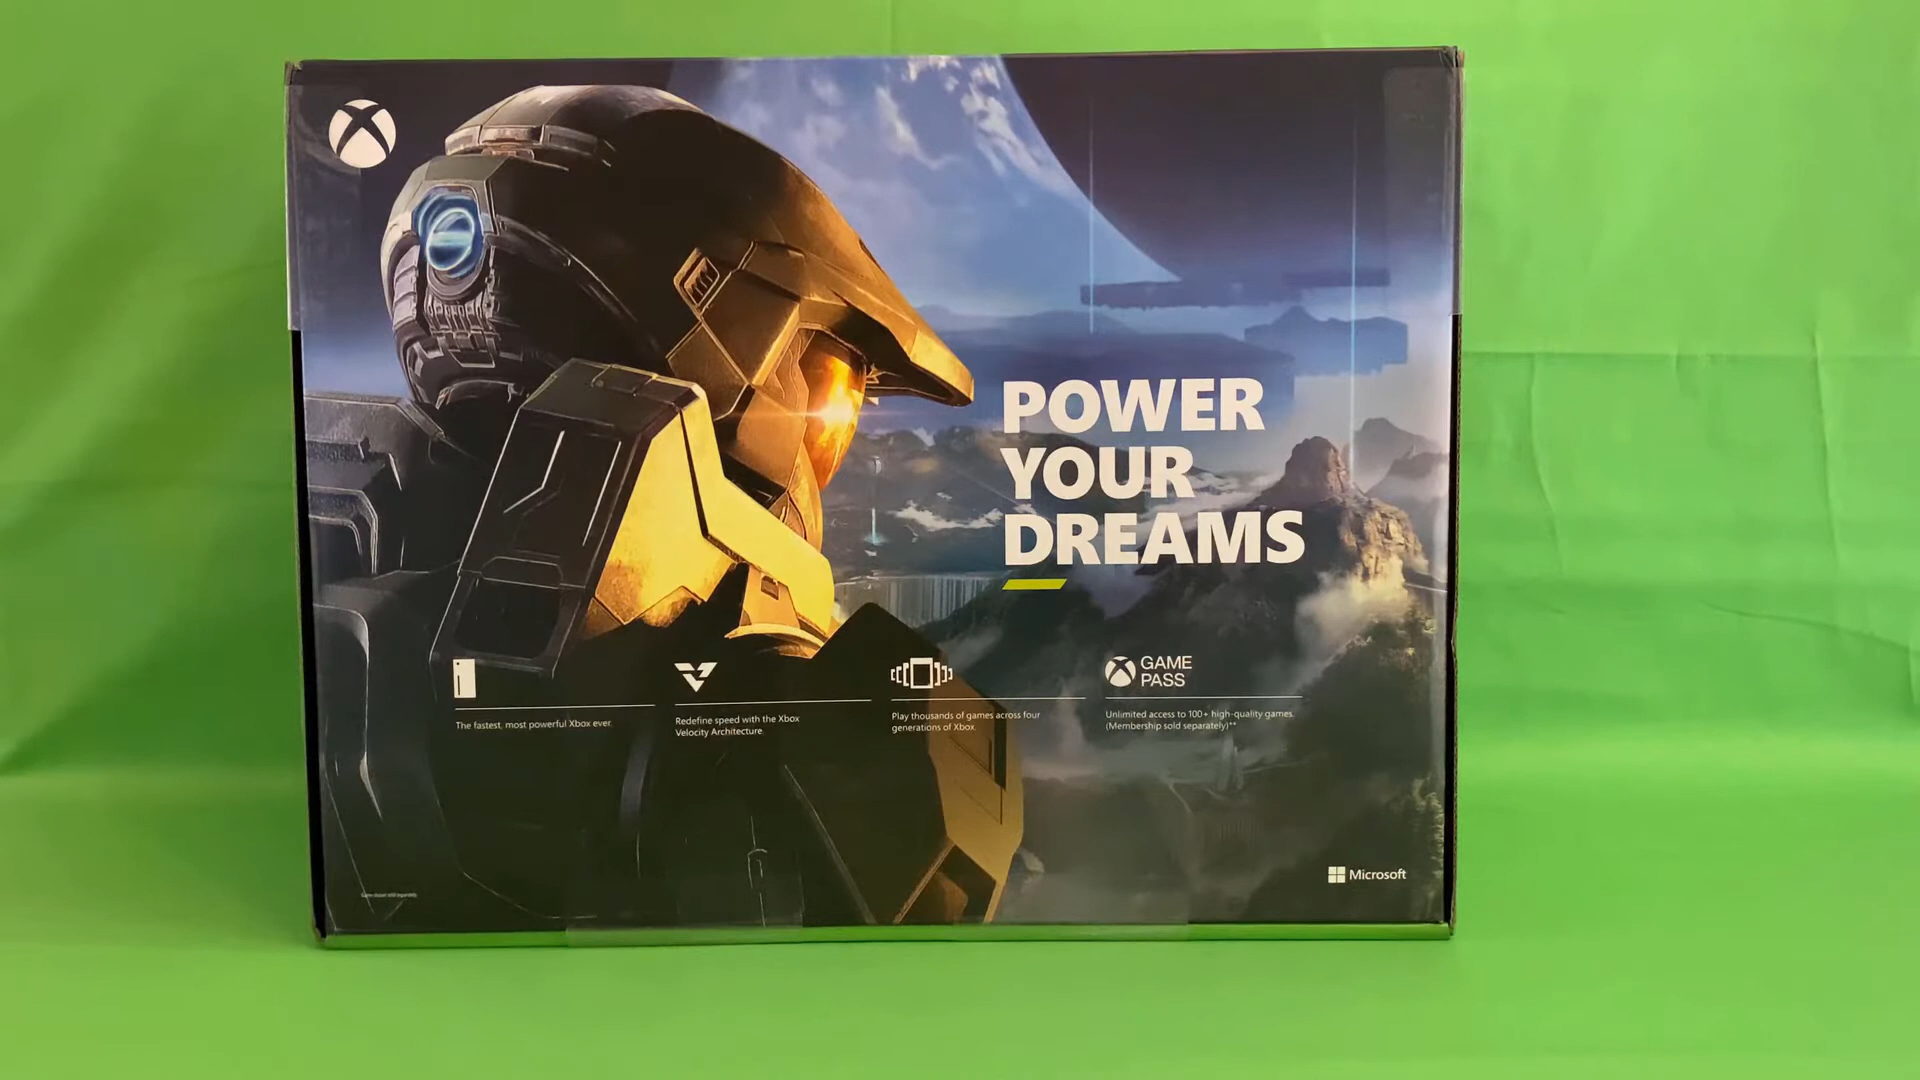 POWER
YOUR
DREAMS
The fastest, most powerful Xbox ever.
Redefine speed with the Xbox
Velocity Architecture.
Play thousands of games across four
generations of Xbox.
GAME
PASS
Unlimited access to 100+ high-quality games.
(Membership sold separately)**
Microsoft